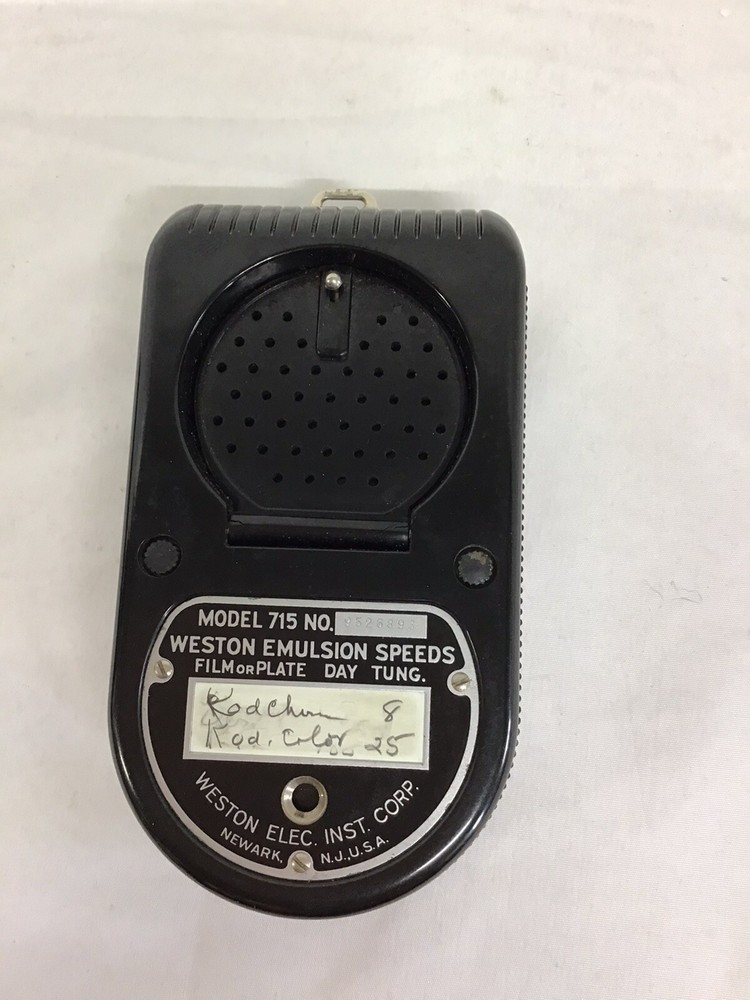 MODEL 715 NO.
WESTON EMULSION SPEEDS
FILM OR PLATE DAY TUNG.
Kodchrom 8
Kod. Color 25
WESTON ELEC. INST. CORP.
NEWARK, N.J., U.S.A.